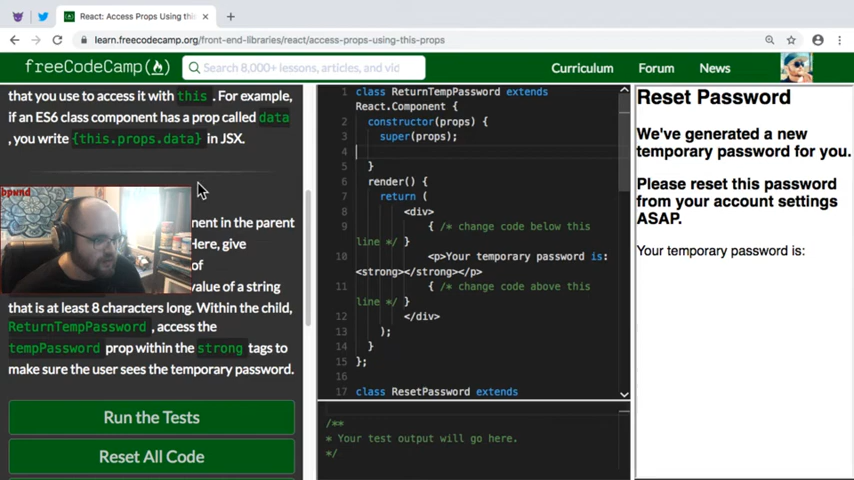 React: Access Props Using this
learn.freecodecamp.org/front-end-libraries/react/access-props-using-this-props
freeCodeCamp
Search 8,000+ lessons, articles, and vid
Curriculum
Forum
News
that you use to access it with this . For example,
if an ES6 class component has a prop called data
, you write {this.props.data} in JSX.
nent in the parent
Here, give
of
value of a string
that is at least 8 characters long. Within the child,
ReturnTempPassword , access the
tempPassword prop within the strong tags to
make sure the user sees the temporary password.
Run the Tests
Reset All Code
1 class ReturnTempPassword extends
React.Component {
2 constructor(props) {
3 super(props);
4
5 }
6 render() {
7 return (
8 <div>
9 { /* change code below this
line */ }
10 <p>Your temporary password is:
<strong></strong></p>
11 { /* change code above this
line */ }
12 </div>
13 );
14 }
15 };
16
17 class ResetPassword extends
/**
* Your test output will go here.
*/
Reset Password
We've generated a new
temporary password for you.
Please reset this password
from your account settings
ASAP.
Your temporary password is: